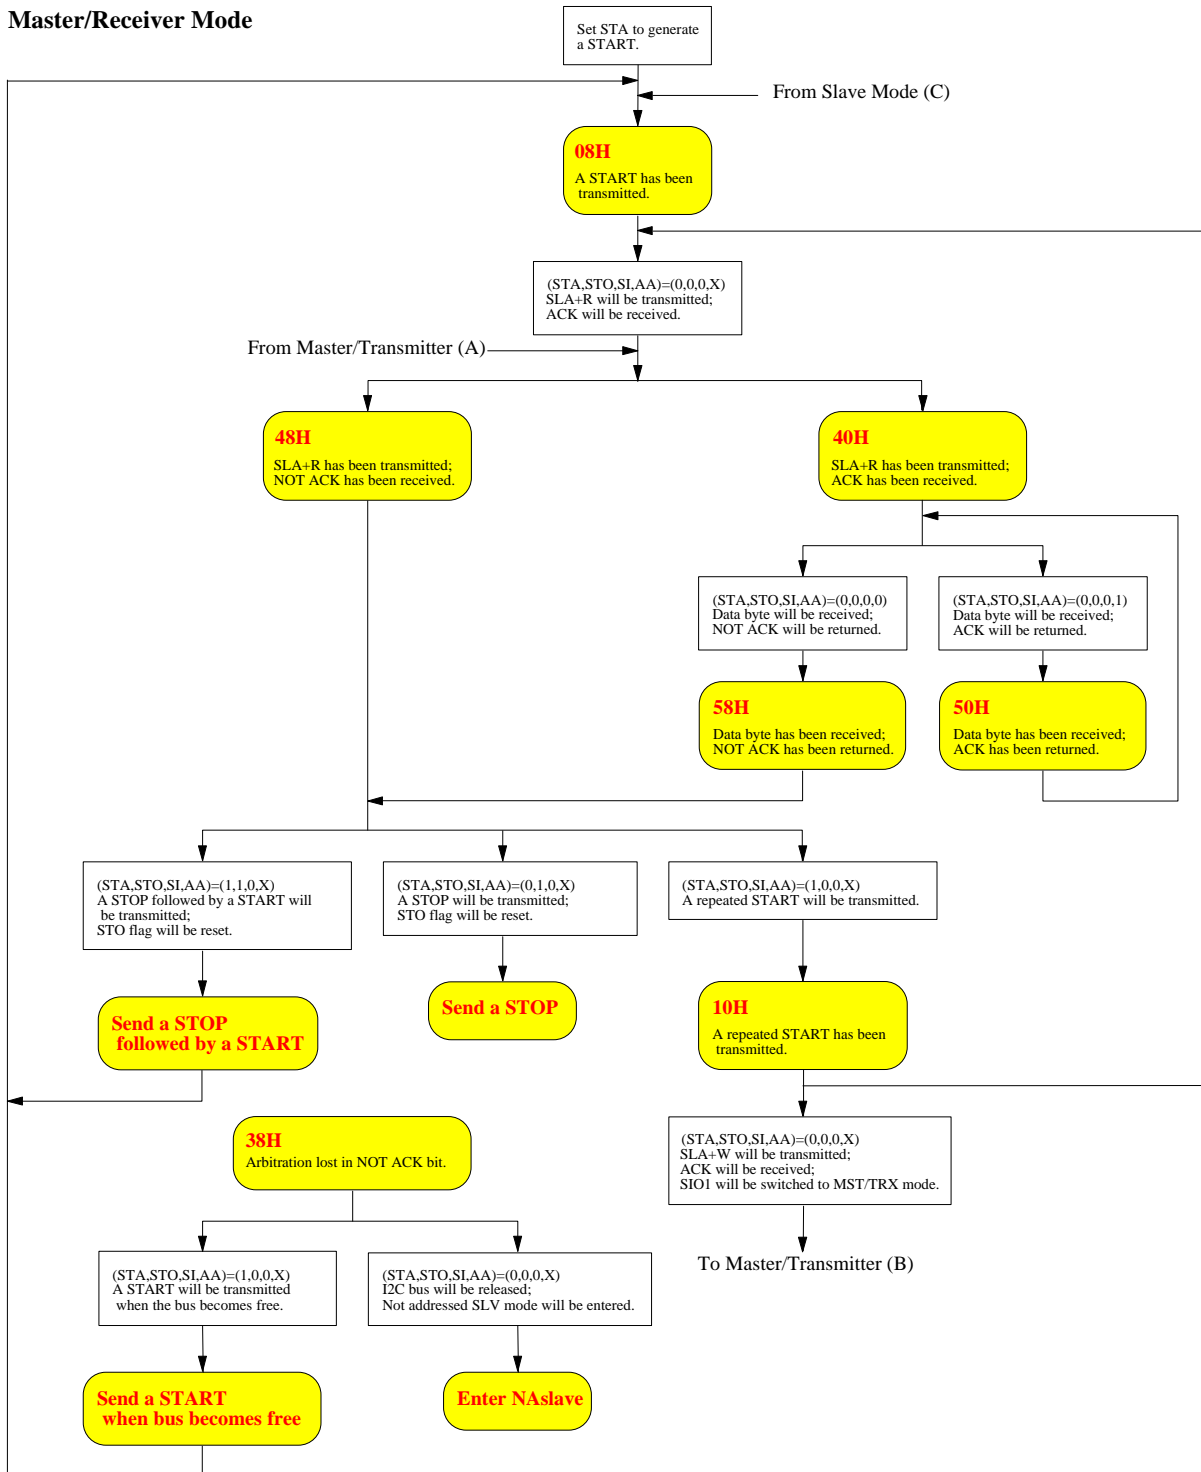 Master/Receiver Mode
Set STA to generate
a START.
From Slave Mode (C)
08H
A START has been
transmitted.
(STA,STO,SI,AA)=(0,0,0,X)
SLA+R will be transmitted;
ACK will be received.
From Master/Transmitter (A)
48H
SLA+R has been transmitted;
NOT ACK has been received.
40H
SLA+R has been transmitted;
ACK has been received.
(STA,STO,SI,AA)=(0,0,0,0)
Data byte will be received;
NOT ACK will be returned.
(STA,STO,SI,AA)=(0,0,0,1)
Data byte will be received;
ACK will be returned.
58H
Data byte has been received;
NOT ACK has been returned.
50H
Data byte has been received;
ACK has been returned.
(STA,STO,SI,AA)=(1,1,0,X)
A STOP followed by a START will
be transmitted;
STO flag will be reset.
(STA,STO,SI,AA)=(0,1,0,X)
A STOP will be transmitted;
STO flag will be reset.
(STA,STO,SI,AA)=(1,0,0,X)
A repeated START will be transmitted.
Send a STOP
followed by a START
Send a STOP
10H
A repeated START has been
transmitted.
38H
Arbitration lost in NOT ACK bit.
(STA,STO,SI,AA)=(0,0,0,X)
SLA+W will be transmitted;
ACK will be received;
SIO1 will be switched to MST/TRX mode.
To Master/Transmitter (B)
(STA,STO,SI,AA)=(1,0,0,X)
A START will be transmitted
when the bus becomes free.
(STA,STO,SI,AA)=(0,0,0,X)
I2C bus will be released;
Not addressed SLV mode will be entered.
Send a START
when bus becomes free
Enter NAslave